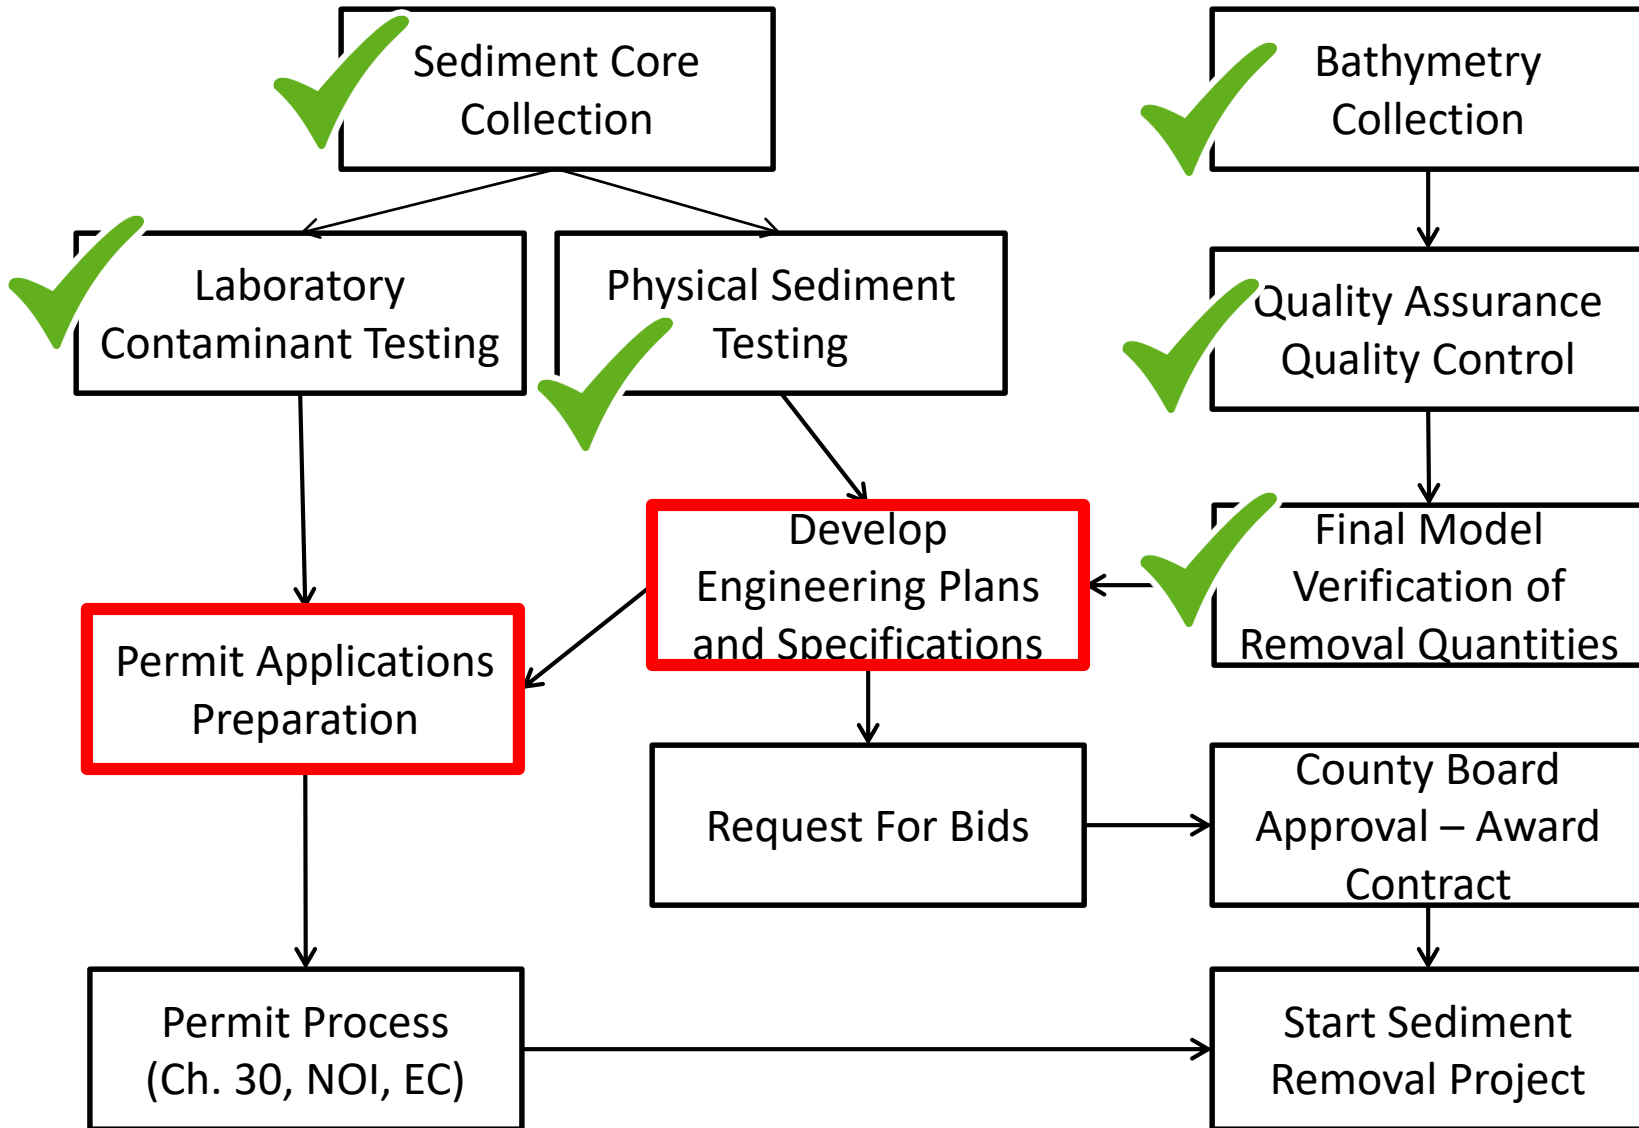 Sediment Core
Collection
Bathymetry
Collection
Laboratory
Contaminant Testing
Physical Sediment
Testing
Quality Assurance
Quality Control
Develop
Engineering Plans
and Specifications
Final Model
Verification of
Removal Quantities
Permit Applications
Preparation
Request For Bids
County Board
Approval – Award
Contract
Permit Process
(Ch. 30, NOI, EC)
Start Sediment
Removal Project